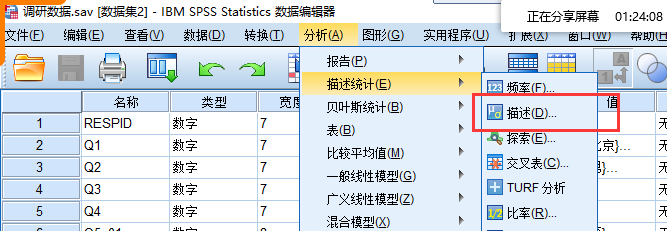 调研数据.sav [数据集2] - IBM SPSS Statistics 数据编辑器
正在分享屏幕 01:24:08
文件(F) 编辑(E) 查看(V) 数据(D) 转换(T) 分析(A) 图形(G) 实用程序(U) 扩展(X) 窗口(W)
报告(P)
描述统计(E)
贝叶斯统计(B)
表(B)
比较平均值(M)
一般线性模型(G)
广义线性模型(Z)
混合模型(X)
频率(F)...
描述(D)...
探索(E)...
交叉表(C)...
TURF 分析
比率(R)...
名称 类型 宽度 值
1 RESPID 数字 7 无
2 Q1 数字 7 京}...
3 Q2 数字 7 }...
4 Q3 数字 7 无
5 Q4 数字 7 无
6 数字